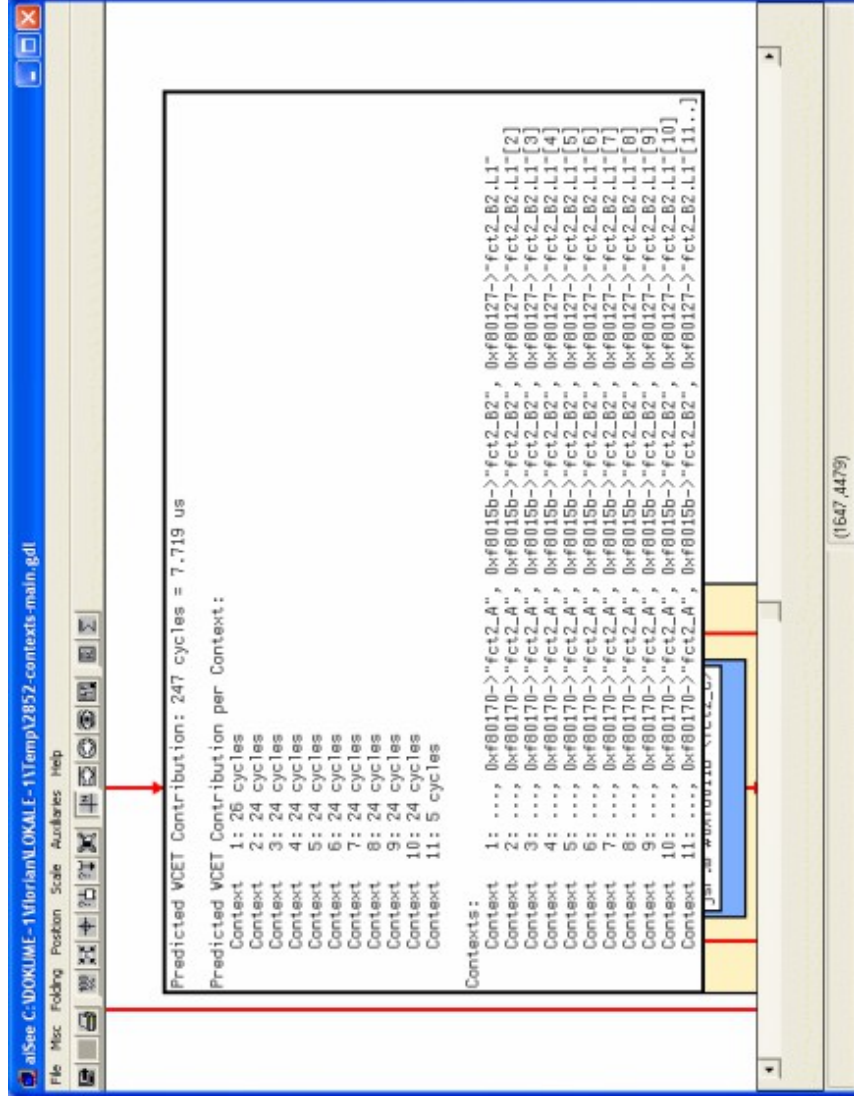 aiSee C:\DOKUME~1\florian\LOKALE~1\Temp\2852-contexts-main.gdl
File Misc Folding Position Scale Auxiliaries Help
Predicted WCET Contribution: 247 cycles = 7.719 us
Predicted WCET Contribution per Context:
Context 1: 26 cycles
Context 2: 24 cycles
Context 3: 24 cycles
Context 4: 24 cycles
Context 5: 24 cycles
Context 6: 24 cycles
Context 7: 24 cycles
Context 8: 24 cycles
Context 9: 24 cycles
Context 10: 24 cycles
Context 11: 5 cycles
Contexts:
Context 1: ..., 0xf80170->"fct2_A", 0xf8015b->"fct2_B2", 0xf80127->"fct2_B2.L1"
Context 2: ..., 0xf80170->"fct2_A", 0xf8015b->"fct2_B2", 0xf80127->"fct2_B2.L1"[2]
Context 3: ..., 0xf80170->"fct2_A", 0xf8015b->"fct2_B2", 0xf80127->"fct2_B2.L1"[3]
Context 4: ..., 0xf80170->"fct2_A", 0xf8015b->"fct2_B2", 0xf80127->"fct2_B2.L1"[4]
Context 5: ..., 0xf80170->"fct2_A", 0xf8015b->"fct2_B2", 0xf80127->"fct2_B2.L1"[5]
Context 6: ..., 0xf80170->"fct2_A", 0xf8015b->"fct2_B2", 0xf80127->"fct2_B2.L1"[6]
Context 7: ..., 0xf80170->"fct2_A", 0xf8015b->"fct2_B2", 0xf80127->"fct2_B2.L1"[7]
Context 8: ..., 0xf80170->"fct2_A", 0xf8015b->"fct2_B2", 0xf80127->"fct2_B2.L1"[8]
Context 9: ..., 0xf80170->"fct2_A", 0xf8015b->"fct2_B2", 0xf80127->"fct2_B2.L1"[9]
Context 10: ..., 0xf80170->"fct2_A", 0xf8015b->"fct2_B2", 0xf80127->"fct2_B2.L1"[10]
Context 11: ..., 0xf80170->"fct2_A", 0xf8015b->"fct2_B2", 0xf80127->"fct2_B2.L1"[11..]
(1647,4479)